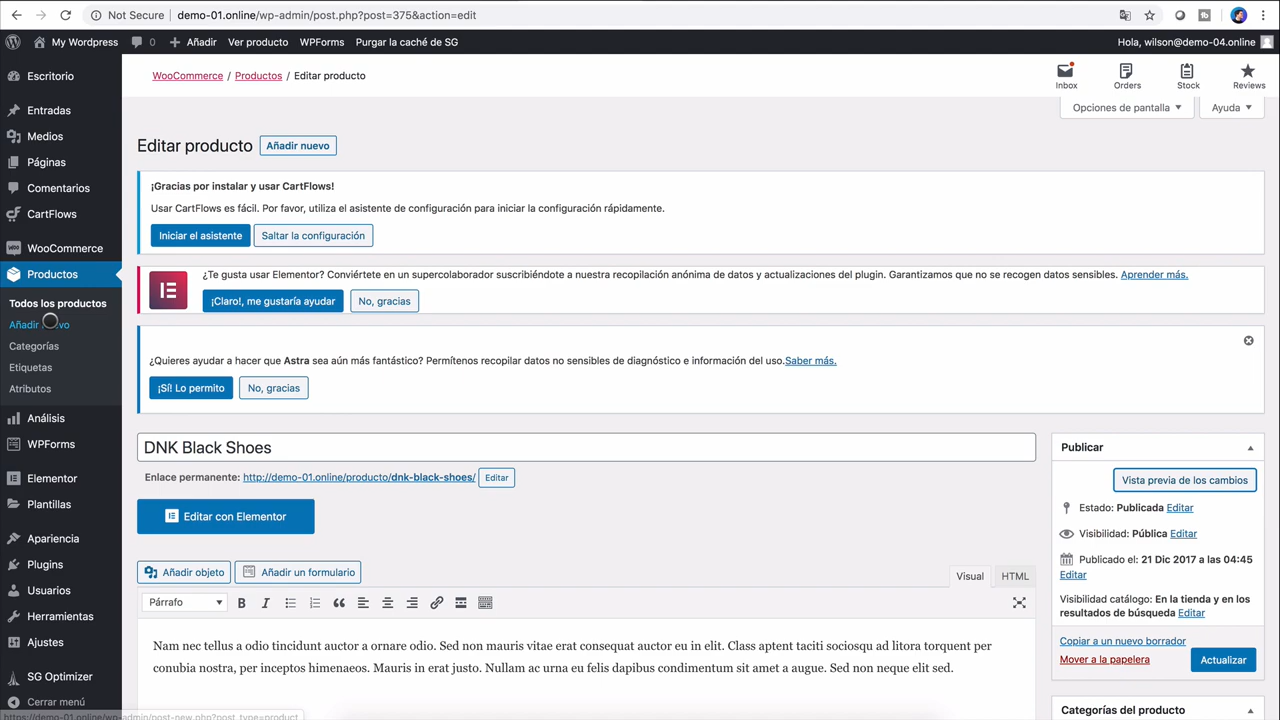 Not Secure
demo-01.online/wp-admin/post.php?post=375&action=edit
My Wordpress
0
Añadir
Ver producto
WPForms
Purgar la caché de SG
Hola, wilson@demo-04.online
Escritorio
Entradas
Medios
Páginas
Comentarios
CartFlows
WooCommerce
Productos
Todos los productos
Añadir
Categorías
Etiquetas
Atributos
Análisis
WPForms
Elementor
Plantillas
Apariencia
Plugins
Usuarios
Herramientas
Ajustes
SG Optimizer
Cerrar menú
WooCommerce / Productos / Editar producto
Inbox
Orders
Stock
Reviews
Opciones de pantalla
Ayuda
Editar producto
Añadir nuevo
¡Gracias por instalar y usar CartFlows!
Usar CartFlows es fácil. Por favor, utiliza el asistente de configuración para iniciar la configuración rápidamente.
Iniciar el asistente
Saltar la configuración
¿Te gusta usar Elementor? Conviértete en un supercolaborador suscribiéndote a nuestra recopilación anónima de datos y actualizaciones del plugin. Garantizamos que no se recogen datos sensibles. Aprender más.
¡Claro!, me gustaría ayudar
No, gracias
¿Quieres ayudar a hacer que Astra sea aún más fantástico? Permítenos recopilar datos no sensibles de diagnóstico e información del uso.Saber más.
¡Sí! Lo permito
No, gracias
DNK Black Shoes
Enlace permanente: http://demo-01.online/producto/dnk-black-shoes/
Editar
Editar con Elementor
Añadir objeto
Añadir un formulario
Visual
HTML
Párrafo
Nam nec tellus a odio tincidunt auctor a ornare odio. Sed non mauris vitae erat consequat auctor eu in elit. Class aptent taciti sociosqu ad litora torquent per
conubia nostra, per inceptos himenaeos. Mauris in erat justo. Nullam ac urna eu felis dapibus condimentum sit amet a augue. Sed non neque elit sed.
Publicar
Vista previa de los cambios
Estado: Publicada Editar
Visibilidad: Pública Editar
Publicado el: 21 Dic 2017 a las 04:45
Editar
Visibilidad catálogo: En la tienda y en los
resultados de búsqueda Editar
Copiar a un nuevo borrador
Mover a la papelera
Actualizar
Categorías del producto
https://demo-01.online/wp-admin/post-new.php?post_type=product